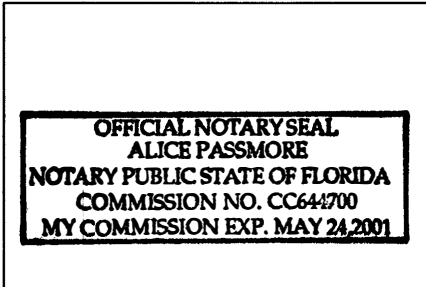 OFFICIAL NOTARY SEAL
ALICE PASSMORE
NOTARY PUBLIC STATE OF FLORIDA
COMMISSION NO. CC644700
MY COMMISSION EXP. MAY 24,2001